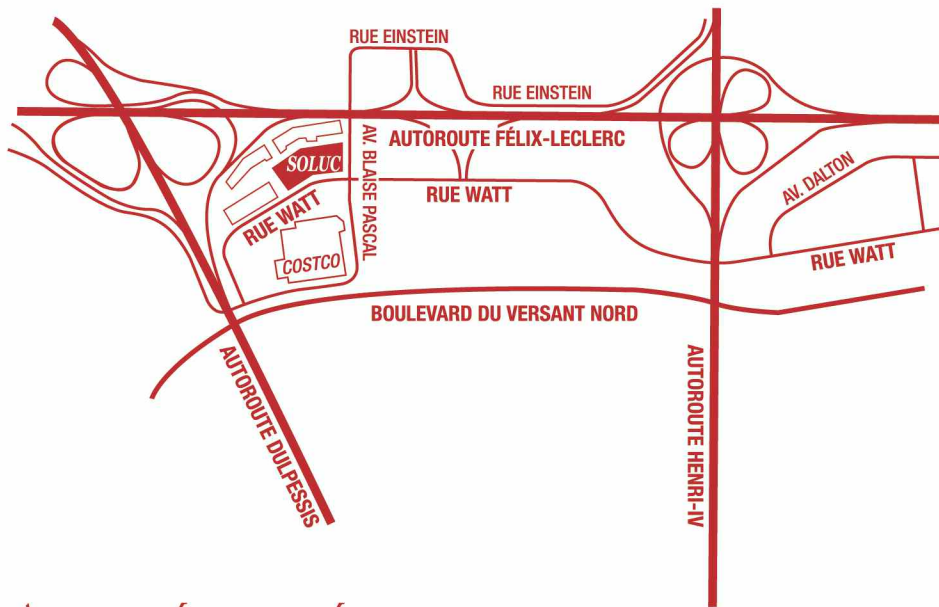 RUE EINSTEIN
RUE EINSTEIN
AUTOROUTE FÉLIX-LECLERC
SOLUC
AV. BLAISE PASCAL
RUE WATT
RUE WATT
AV. DALTON
RUE WATT
COSTCO
BOULEVARD DU VERSANT NORD
AUTOROUTE DULPESSIS
AUTOROUTE HENRI-IV